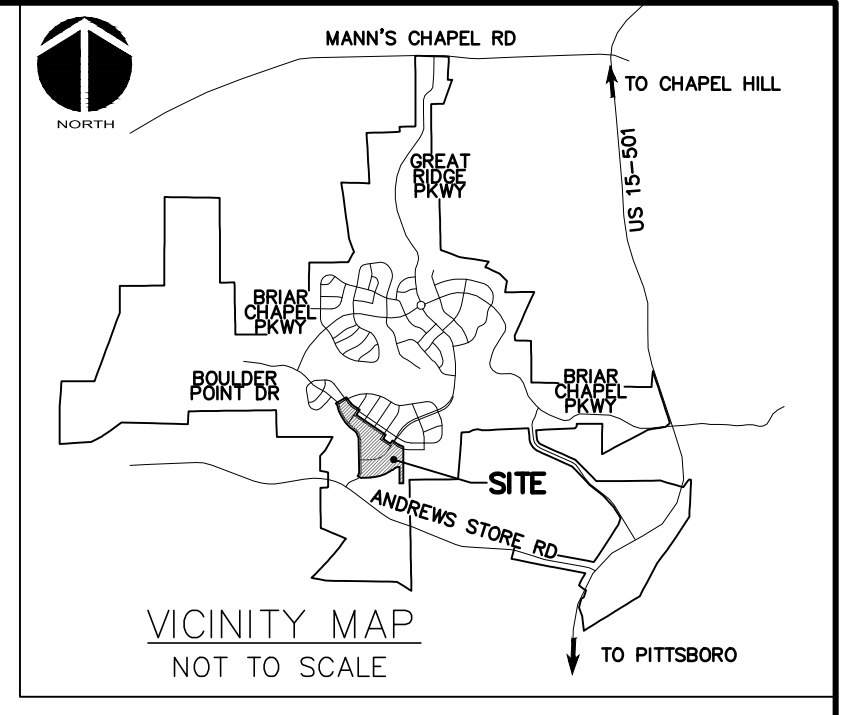 MANN'S CHAPEL RD
TO CHAPEL HILL
NORTH
US 15-501
GREAT
RIDGE
PKWY
BRIAR
CHAPEL
PKWY
BOULDER
POINT DR
BRIAR
CHAPEL
PKWY
SITE
ANDREWS STORE RD
VICINITY MAP
NOT TO SCALE
TO PITTSBORO